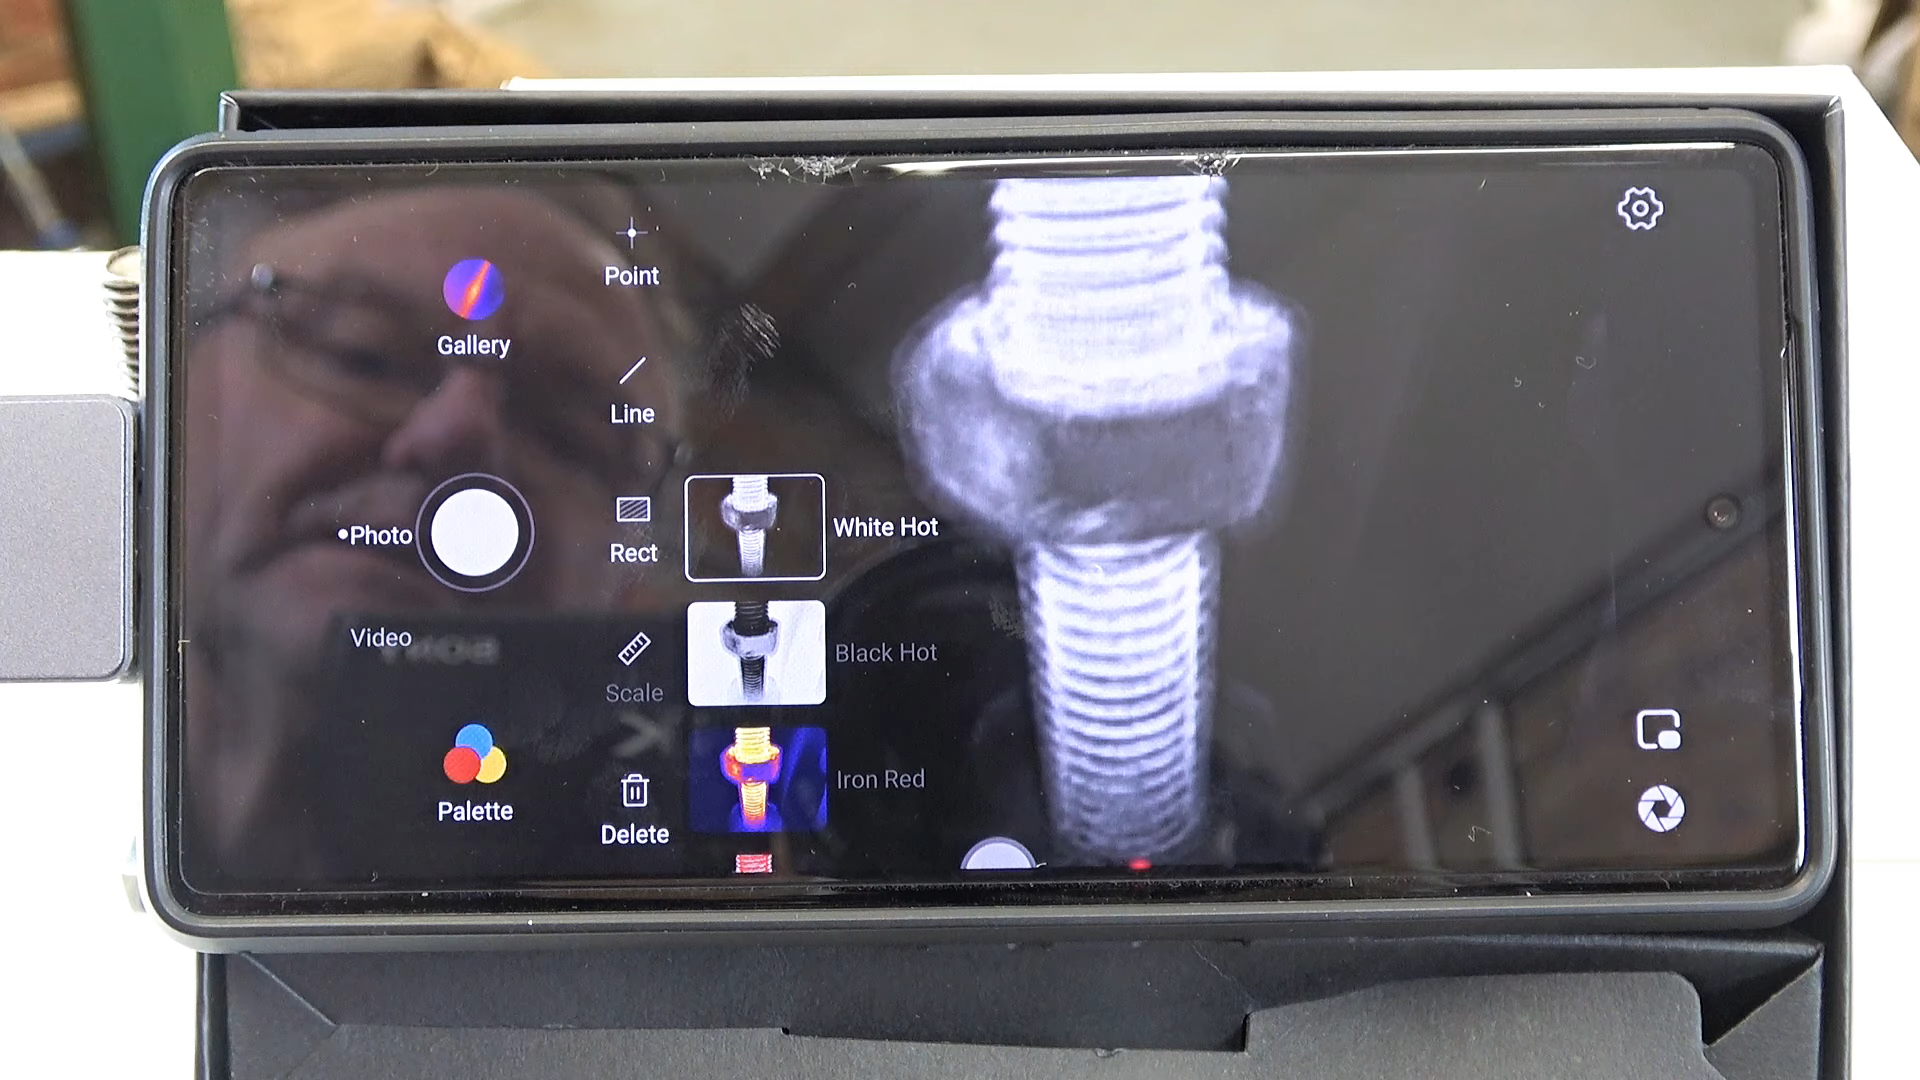 Point
Gallery
Line
White Hot
•Photo
Rect
Video
Black Hot
Scale
Iron Red
Palette
Delete